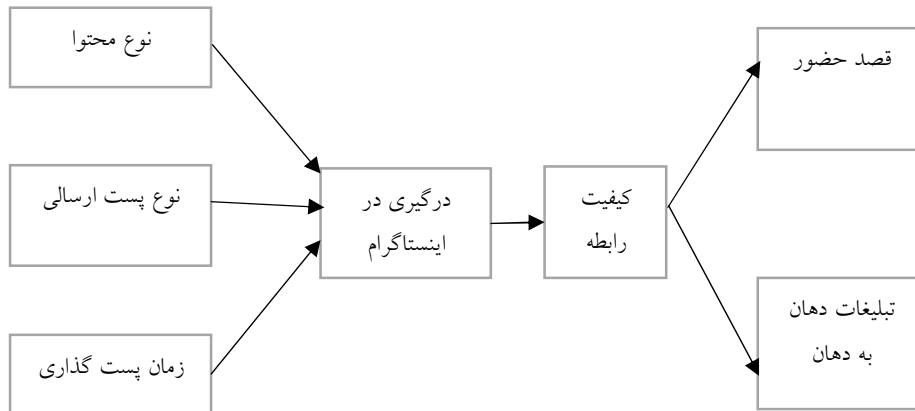 نوع محتوا
نوع پست ارسالی
زمان پست گذاری
درگیری در
اینستاگرام
کیفیت
رابطه
قصد حضور
تبلیغات دهان
به دهان